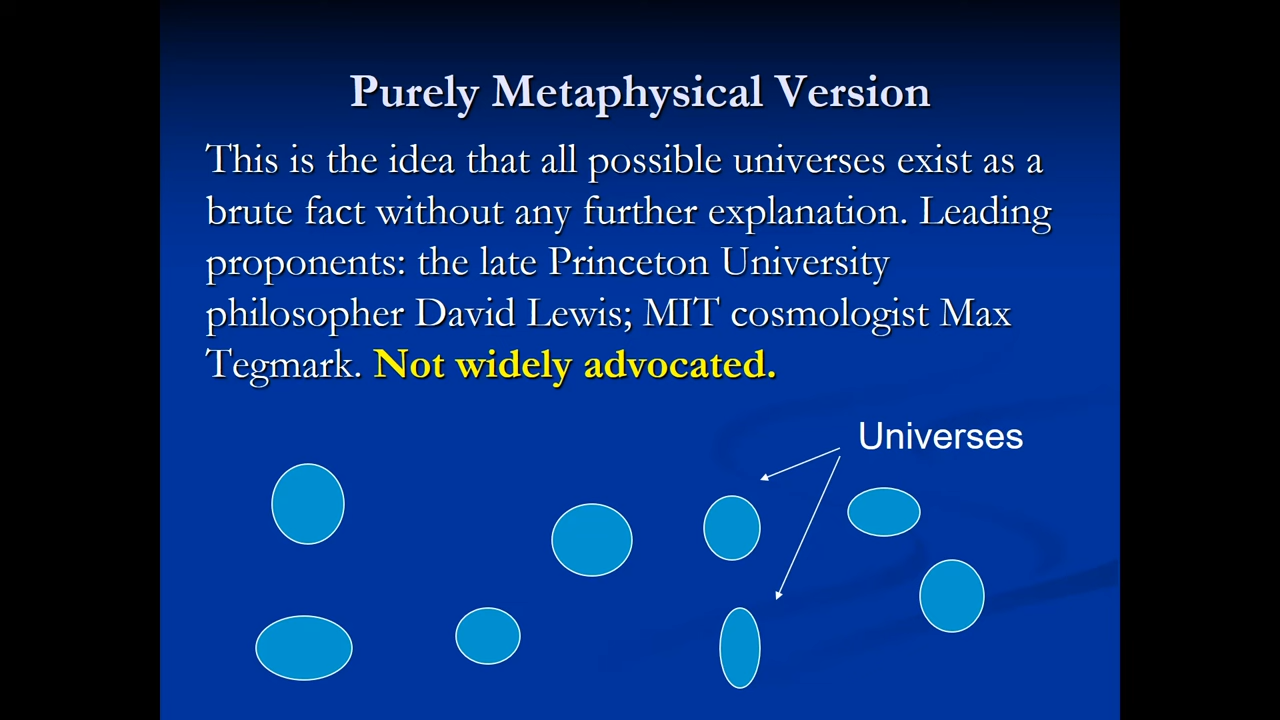 Purely Metaphysical Version
This is the idea that all possible universes exist as a
brute fact without any further explanation. Leading
proponents: the late Princeton University
philosopher David Lewis; MIT cosmologist Max
Tegmark. Not widely advocated.
Universes